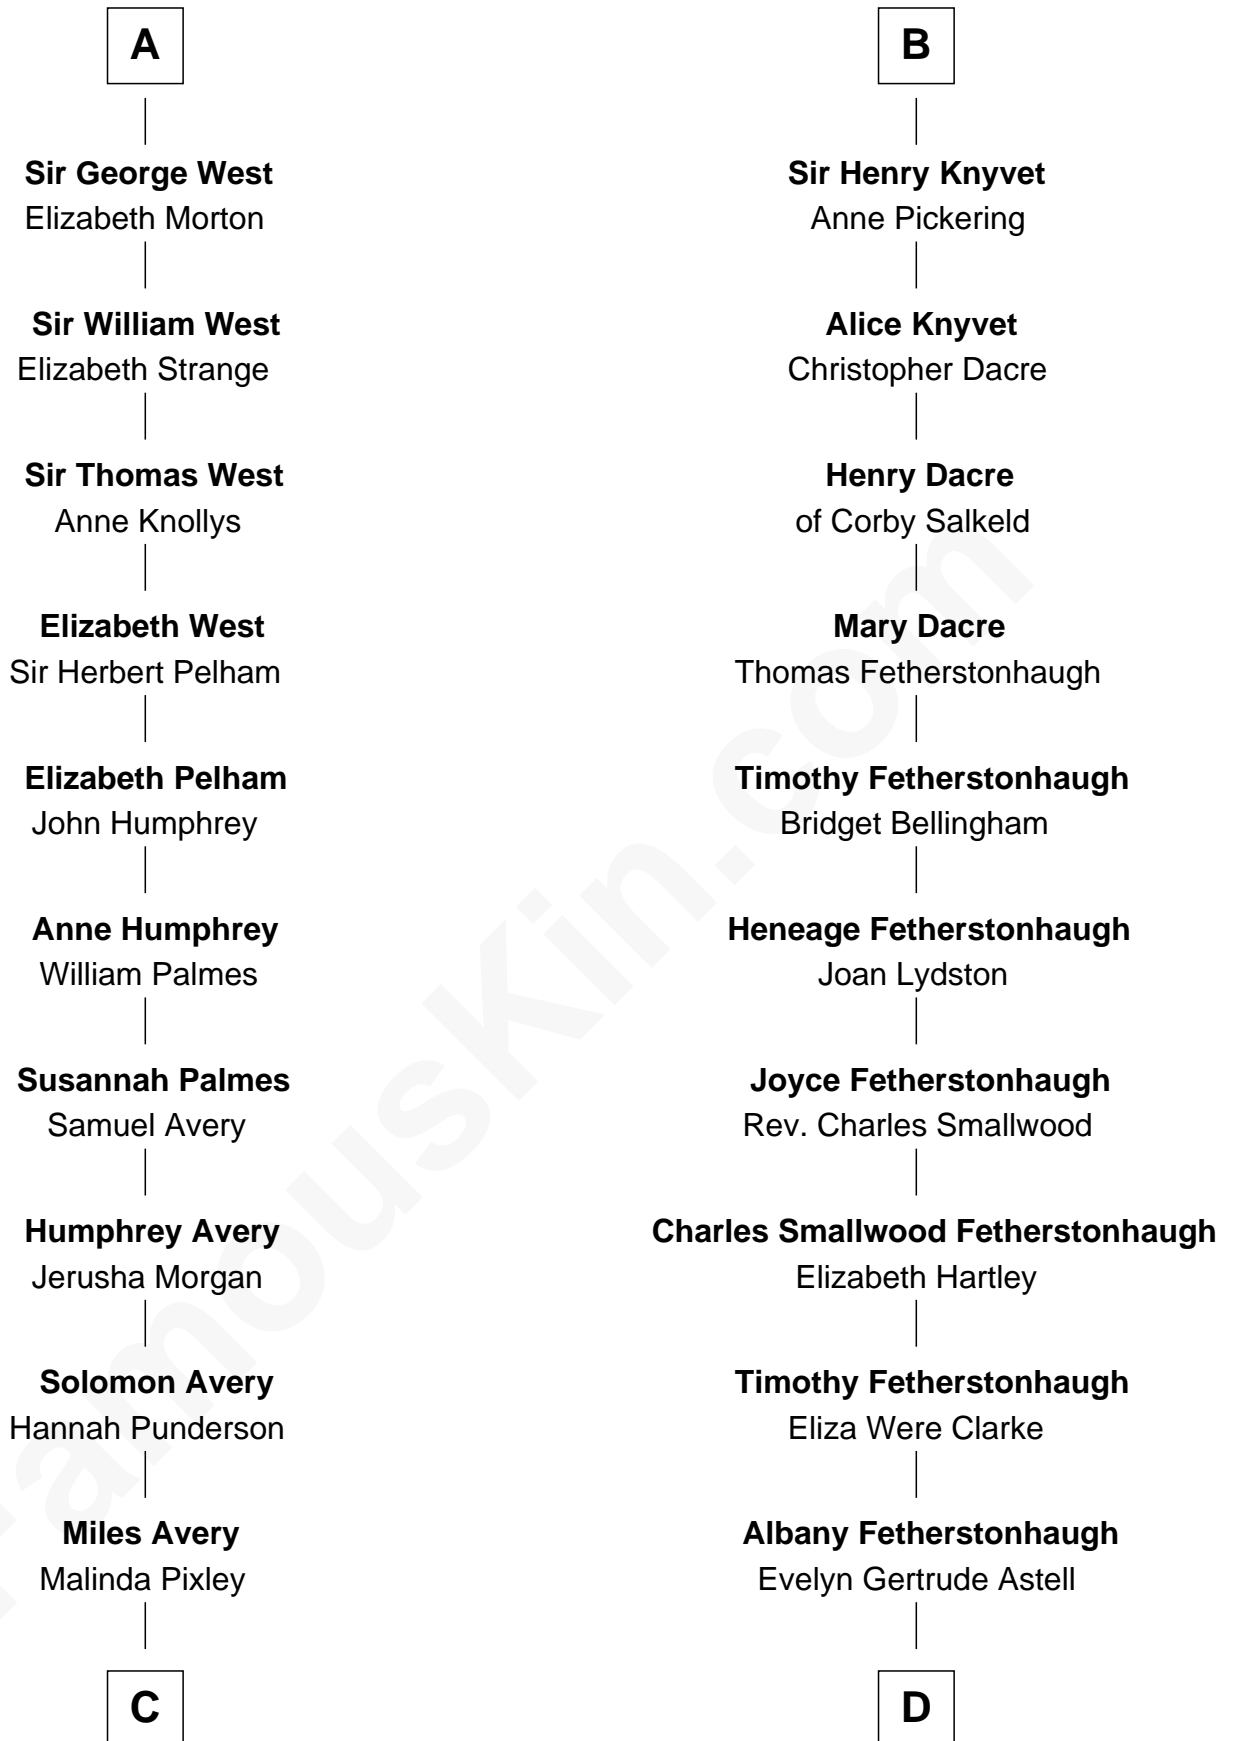 A
Sir George West
Elizabeth Morton
Sir William West
Elizabeth Strange
Sir Thomas West
Anne Knollys
Elizabeth West
Sir Herbert Pelham
Elizabeth Pelham
John Humphrey
Anne Humphrey
William Palmes
Susannah Palmes
Samuel Avery
Humphrey Avery
Jerusha Morgan
Solomon Avery
Hannah Punderson
Miles Avery
Malinda Pixley
C
B
Sir Henry Knyvet
Anne Pickering
Alice Knyvet
Christopher Dacre
Henry Dacre
of Corby Salkeld
Mary Dacre
Thomas Fetherstonhaugh
Timothy Fetherstonhaugh
Bridget Bellingham
Heneage Fetherstonhaugh
Joan Lydston
Joyce Fetherstonhaugh
Rev. Charles Smallwood
Charles Smallwood Fetherstonhaugh
Elizabeth Hartley
Timothy Fetherstonhaugh
Eliza Were Clarke
Albany Fetherstonhaugh
Evelyn Gertrude Astell
D
FamousKin.com